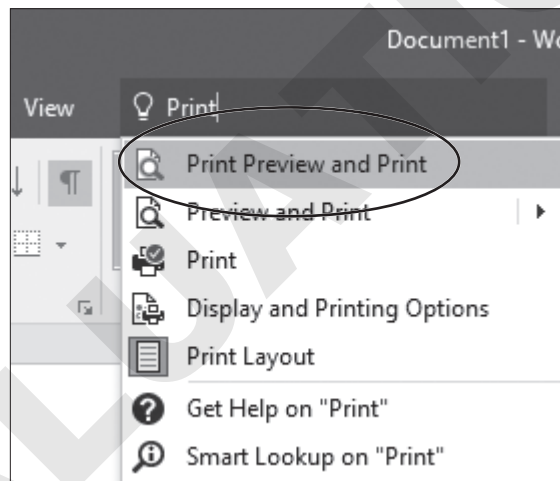 Document1 - Wo
View
Print
Print Preview and Print
Preview and Print
Print
Display and Printing Options
Print Layout
Get Help on "Print"
Smart Lookup on "Print"